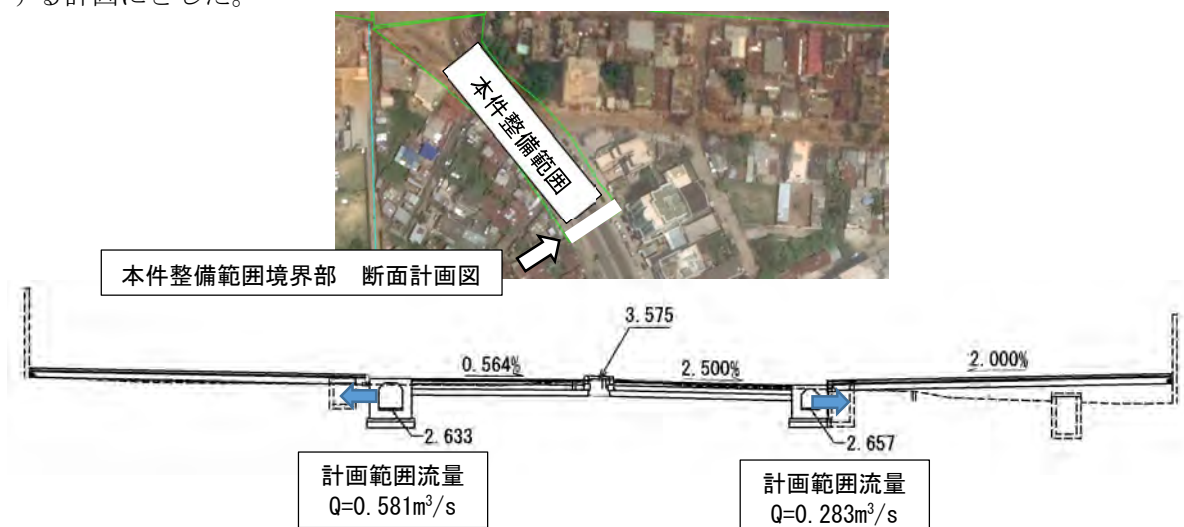 する計画にとした。
本件整備範囲
本件整備範囲境界部　断面計画図
3.575
0.564%
2.500%
2.000%
2.633
2.657
計画範囲流量
Q=0.581m³/s
計画範囲流量
Q=0.283m³/s